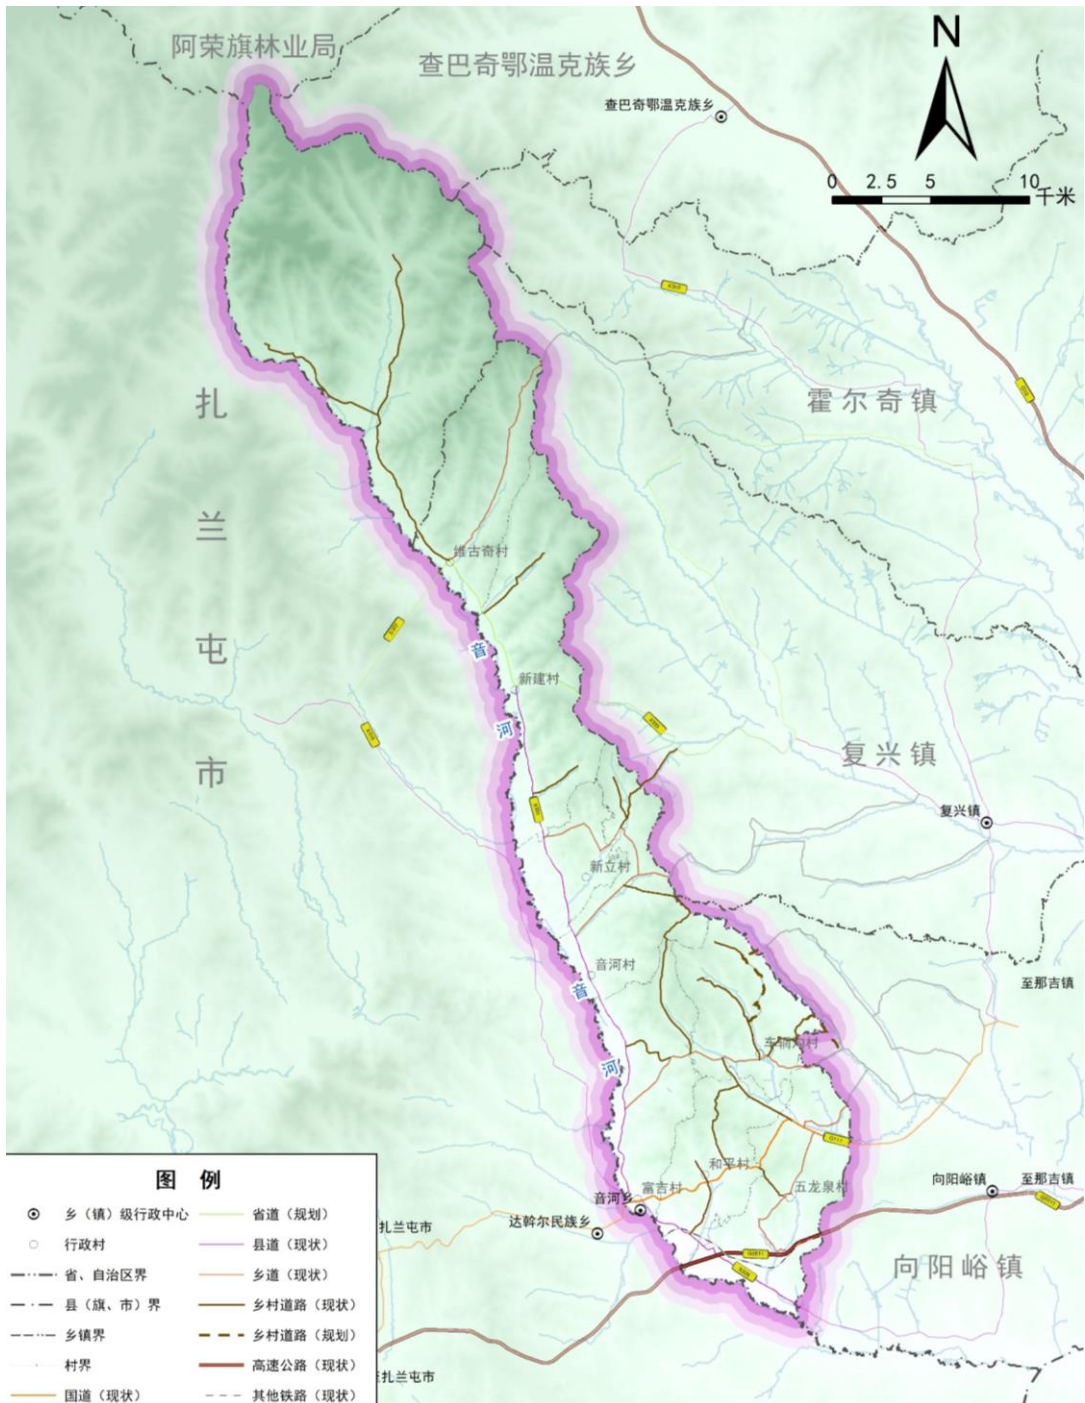 阿荣旗林业局
查巴奇鄂温克族乡
N
查巴奇鄂温克族乡
0 2.5 5 10
千米
霍尔奇镇
扎兰屯市
维古奇村
音河
新建村
复兴镇
复兴镇
新立村
音河村
至那吉镇
音河
G111
和平村
五龙泉村
富吉村
音河乡
向阳峪镇
至那吉镇
达斡尔民族乡
扎兰屯市
向阳峪镇
至扎兰屯市
图 例
乡（镇）级行政中心
行政村
省、自治区界
县（旗、市）界
乡镇界
村界
国道（现状）
省道（规划）
县道（现状）
乡道（现状）
乡村道路（现状）
乡村道路（规划）
高速公路（现状）
其他铁路（现状）